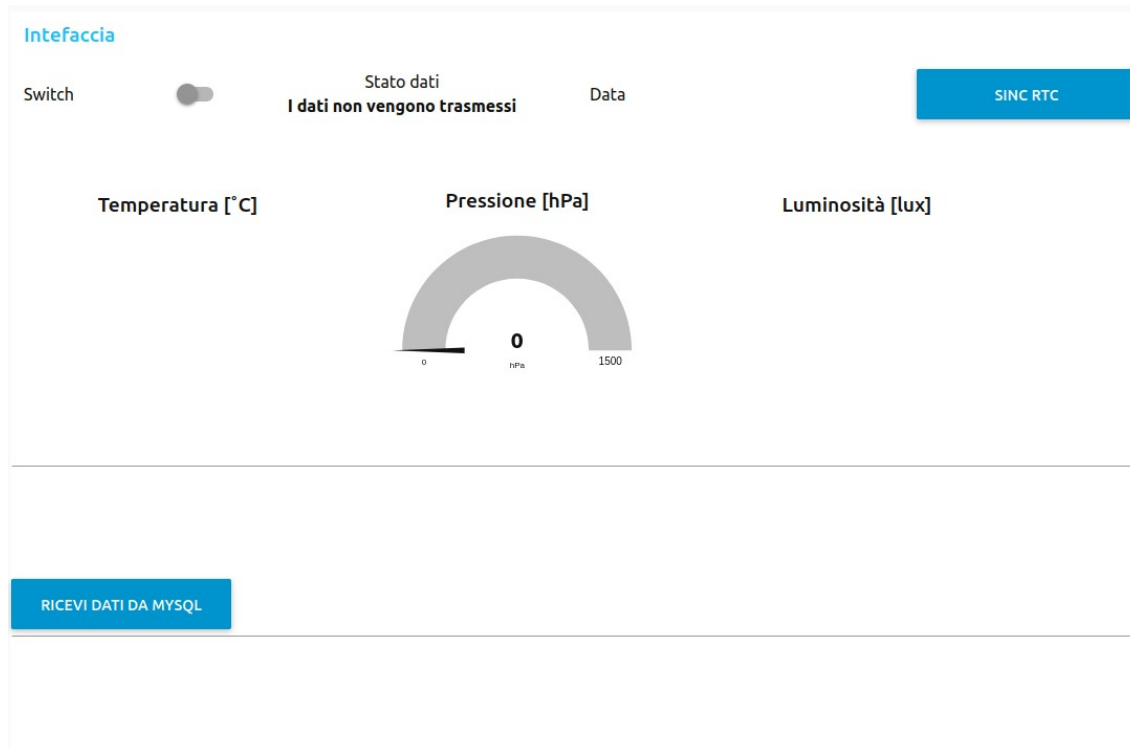 Intefaccia
Switch
Stato dati
I dati non vengono trasmessi
Data
SINC RTC
Temperatura [°C]
Pressione [hPa]
Luminosità [lux]
0
hPa
0
1500
RICEVI DATI DA MYSQL